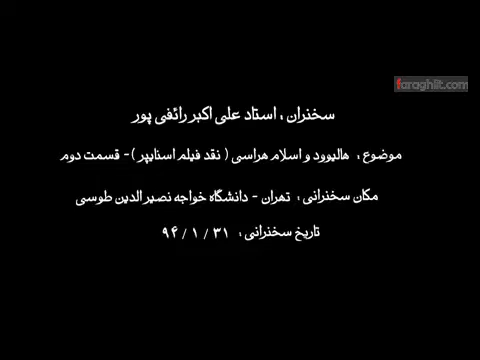 faraghlit.com
سخنران : استاد علی اکبر رائفی پور
موضوع : هالیوود و اسلام هراسی ( نقد فیلم اسنایپر ) - قسمت دوم
مکان سخنرانی : تهران - دانشگاه خواجه نصیر الدین طوسی
تاریخ سخنرانی : ۹۴ / ۱ / ۳۱